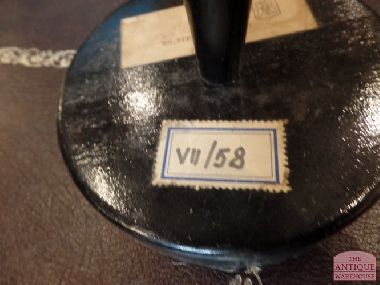 VII/58
THE
ANTIQUE
WAREHOUSE